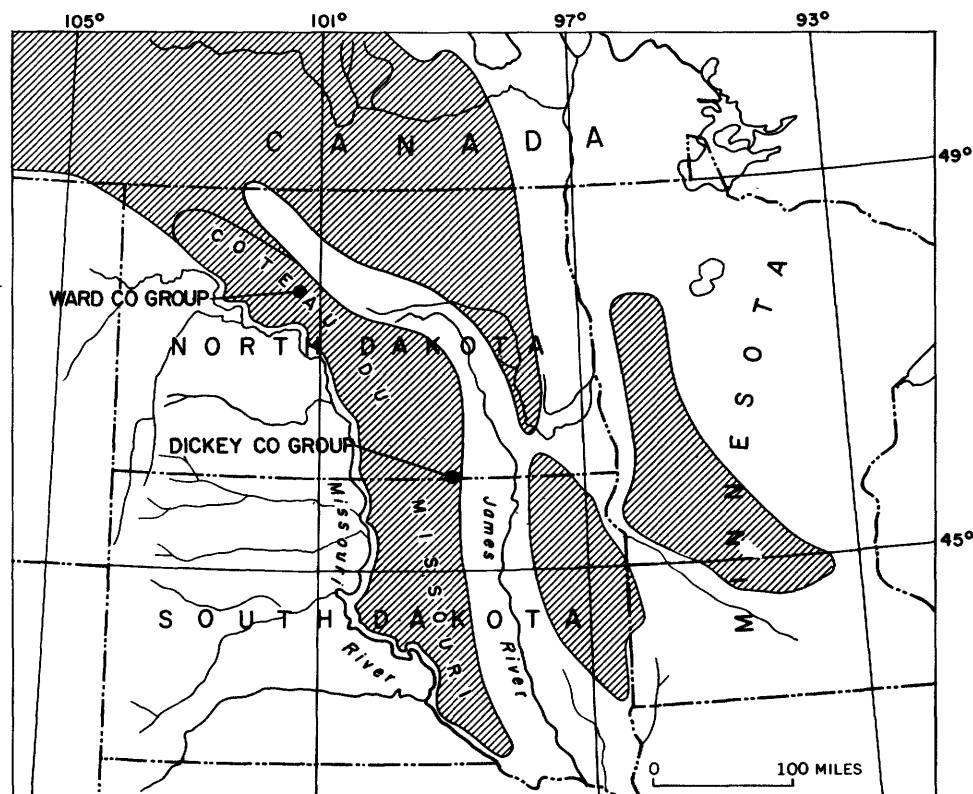 105° 101° 97° 93°
CANADA
49°
COTEAU DU MISSOURI
WARD CO GROUP
NORTH DAKOTA
MINNESOTA
DICKEY CO GROUP
Missouri River
James River
45°
SOUTH DAKOTA
0 100 MILES